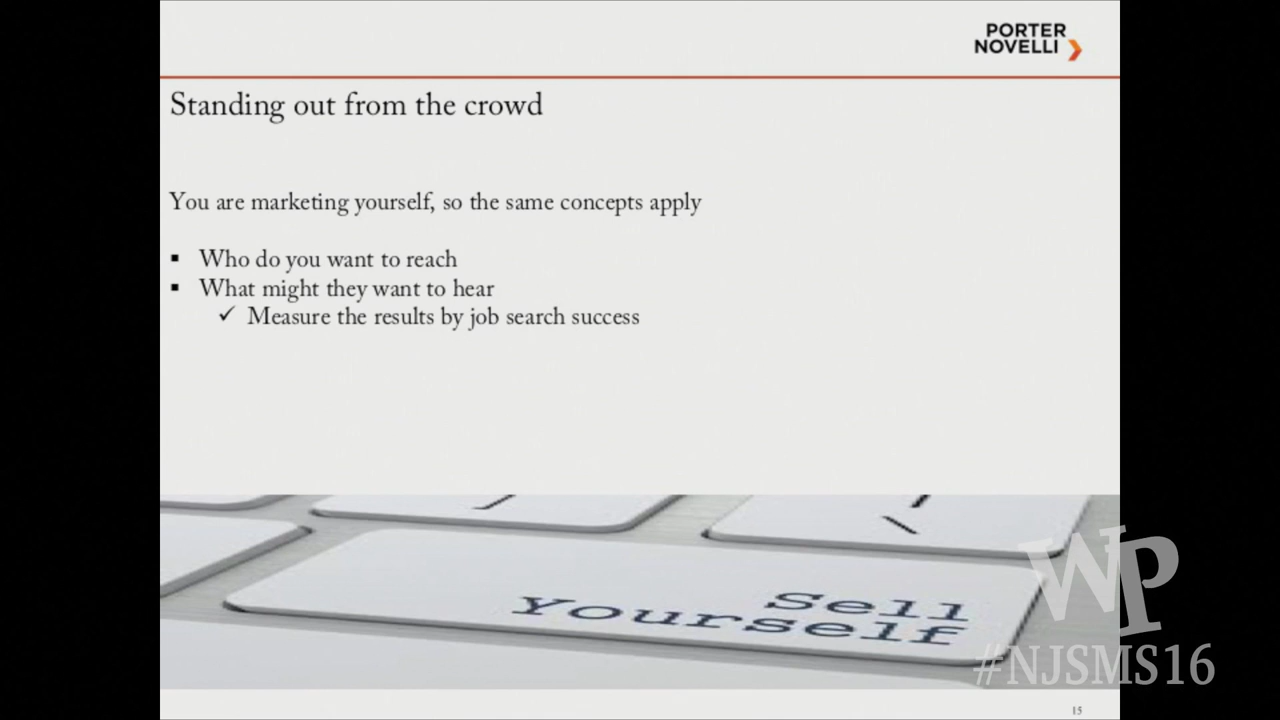 PORTER
NOVELLI
Standing out from the crowd
You are marketing yourself, so the same concepts apply
▪ Who do you want to reach
▪ What might they want to hear
✓ Measure the results by job search success
Sell
Yourself
WP
#NJSMS16
15